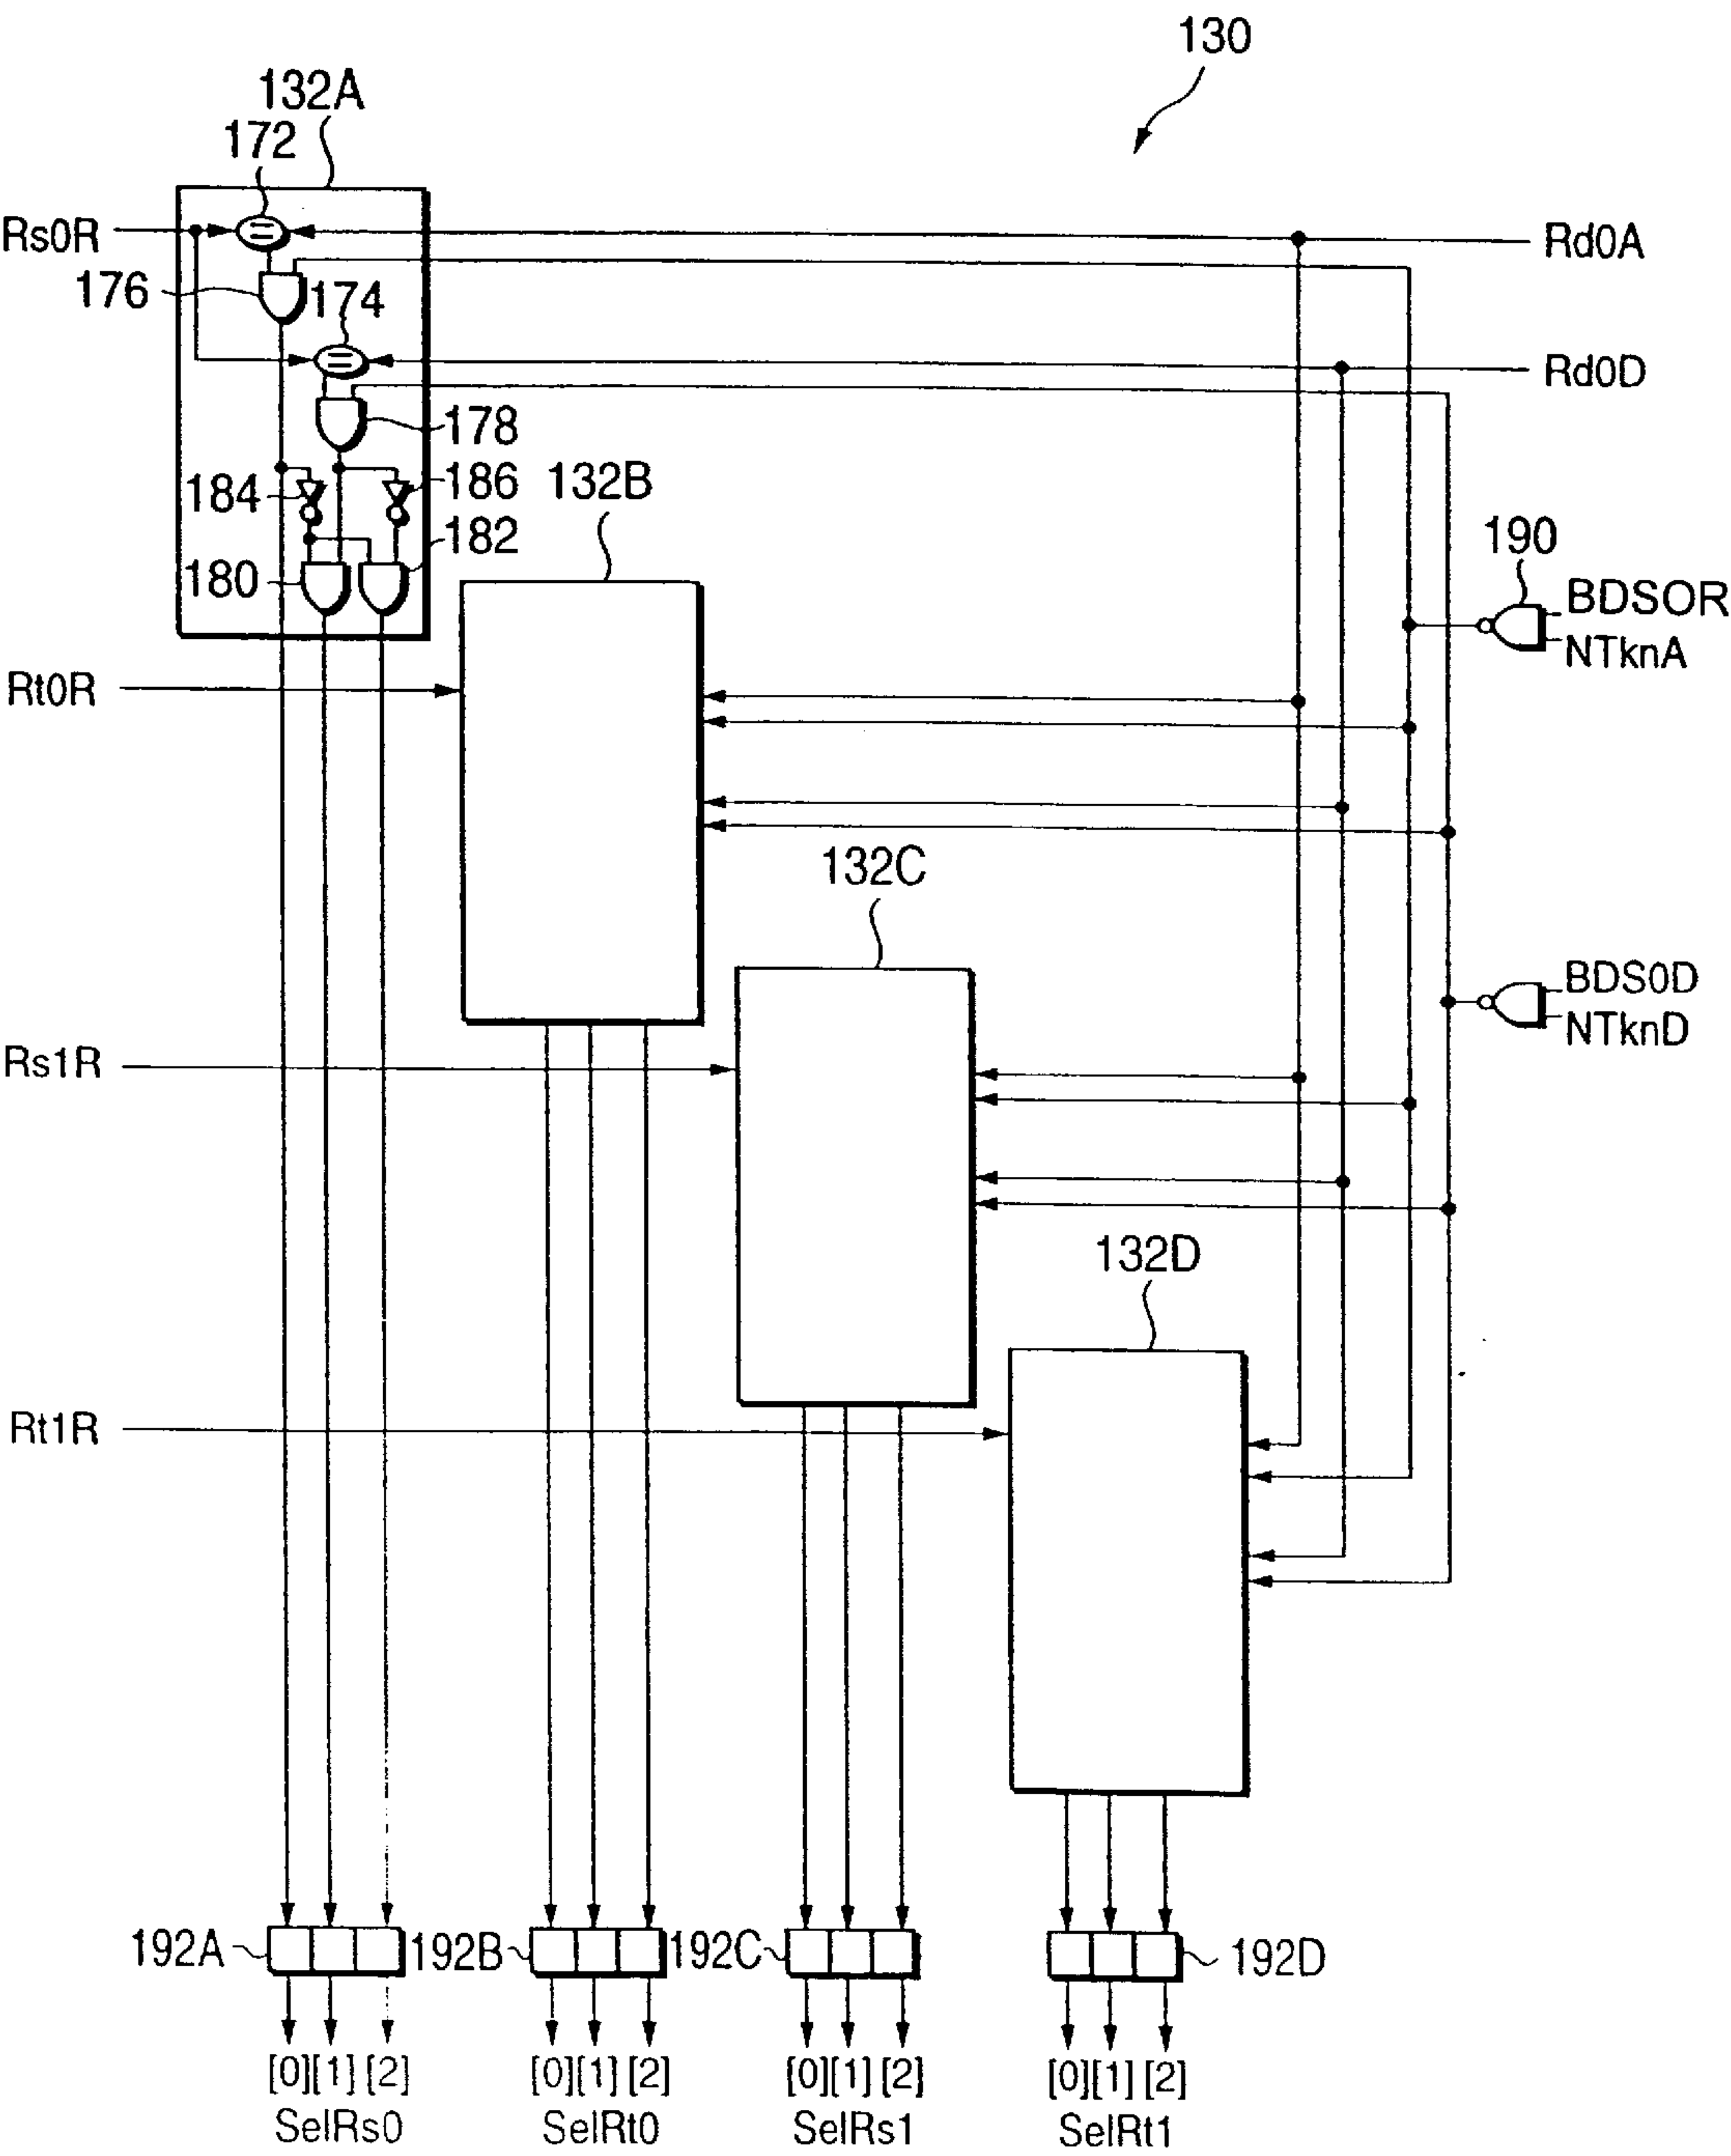 130
132A
172
Rs0R
Rd0A
176
174
Rd0D
178
184
186
132B
182
180
190
BDSOR
NTknA
Rt0R
132C
BDS0D
NTknD
Rs1R
132D
Rt1R
192A
192B
192C
192D
[0][1][2]
[0][1][2]
[0][1][2]
[0][1][2]
SelRs0
SelRt0
SelRs1
SelRt1